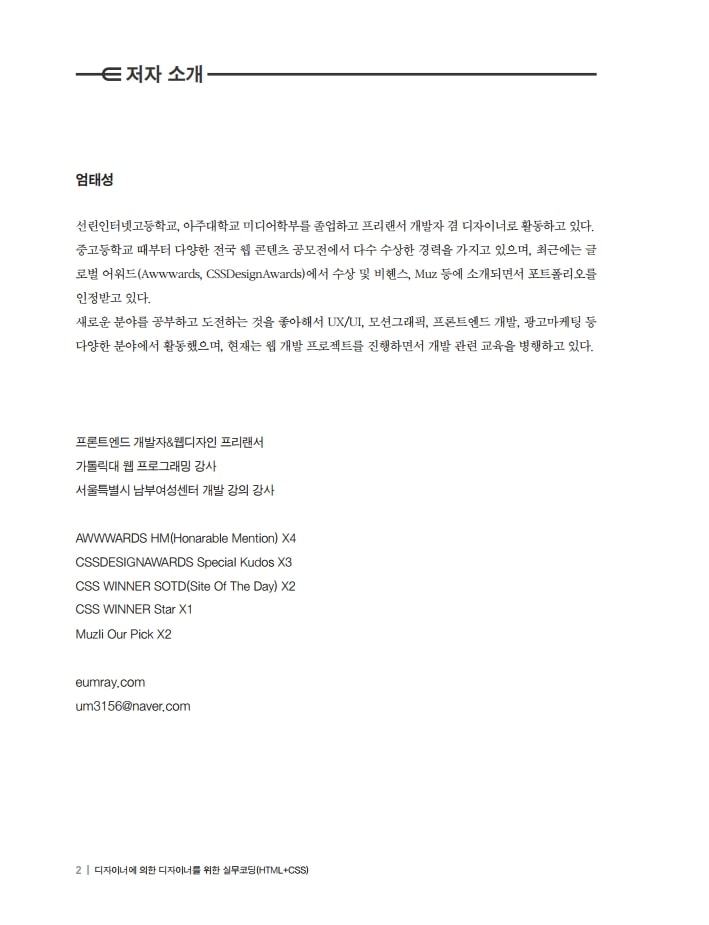 저자 소개
엄태성
선린인터넷고등학교, 아주대학교 미디어학부를 졸업하고 프리랜서 개발자 겸 디자이너로 활동하고 있다.
중고등학교 때부터 다양한 전국 웹 콘텐츠 공모전에서 다수 수상한 경력을 가지고 있으며, 최근에는 글
로벌 어워드(Awwwards, CSSDesignAwards)에서 수상 및 비헨스, Muz 등에 소개되면서 포트폴리오를
인정받고 있다.
새로운 분야를 공부하고 도전하는 것을 좋아해서 UX/UI, 모션그래픽, 프론트엔드 개발, 광고마케팅 등
다양한 분야에서 활동했으며, 현재는 웹 개발 프로젝트를 진행하면서 개발 관련 교육을 병행하고 있다.
프론트엔드 개발자&웹디자인 프리랜서
가톨릭대 웹 프로그래밍 강사
서울특별시 남부여성센터 개발 강의 강사
AWWWARDS HM(Honarable Mention) X4
CSSDESIGNAWARDS Special Kudos X3
CSS WINNER SOTD(Site Of The Day) X2
CSS WINNER Star X1
Muzli Our Pick X2
eumray.com
um3156@naver.com
2 | 디자이너에 의한 디자이너를 위한 실무코딩(HTML+CSS)